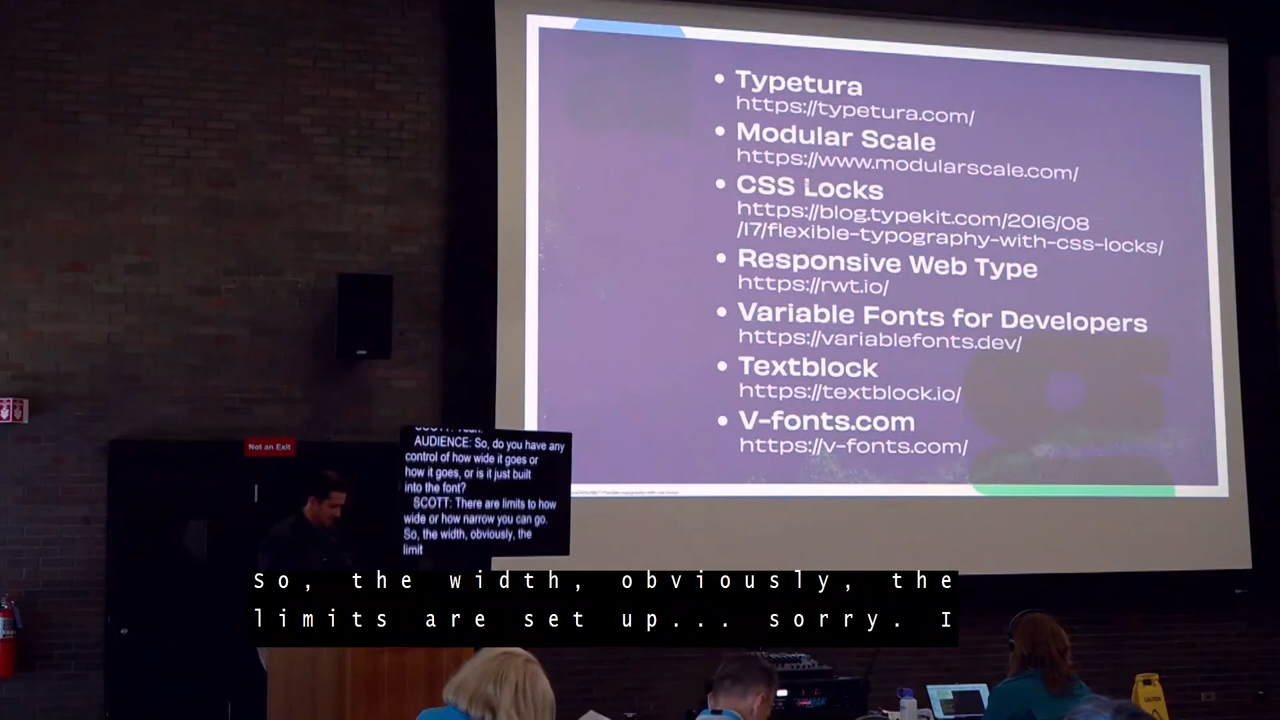 Typetura
https://typetura.com/
Modular Scale
https://www.modularscale.com/
CSS Locks
https://blog.typekit.com/2016/08
/17/flexible-typography-with-css-locks/
Responsive Web Type
https://rwt.io/
Variable Fonts for Developers
https://variablefonts.dev/
Textblock
https://textblock.io/
V-fonts.com
https://v-fonts.com/
Not an Exit
AUDIENCE: So, do you have any
control of how wide it goes or
how it goes, or is it just built
into the font?
SCOTT: There are limits to how
wide or how narrow you can go.
So, the width, obviously, the
limit
So, the width, obviously, the
limits are set up... sorry. I
CAUTION